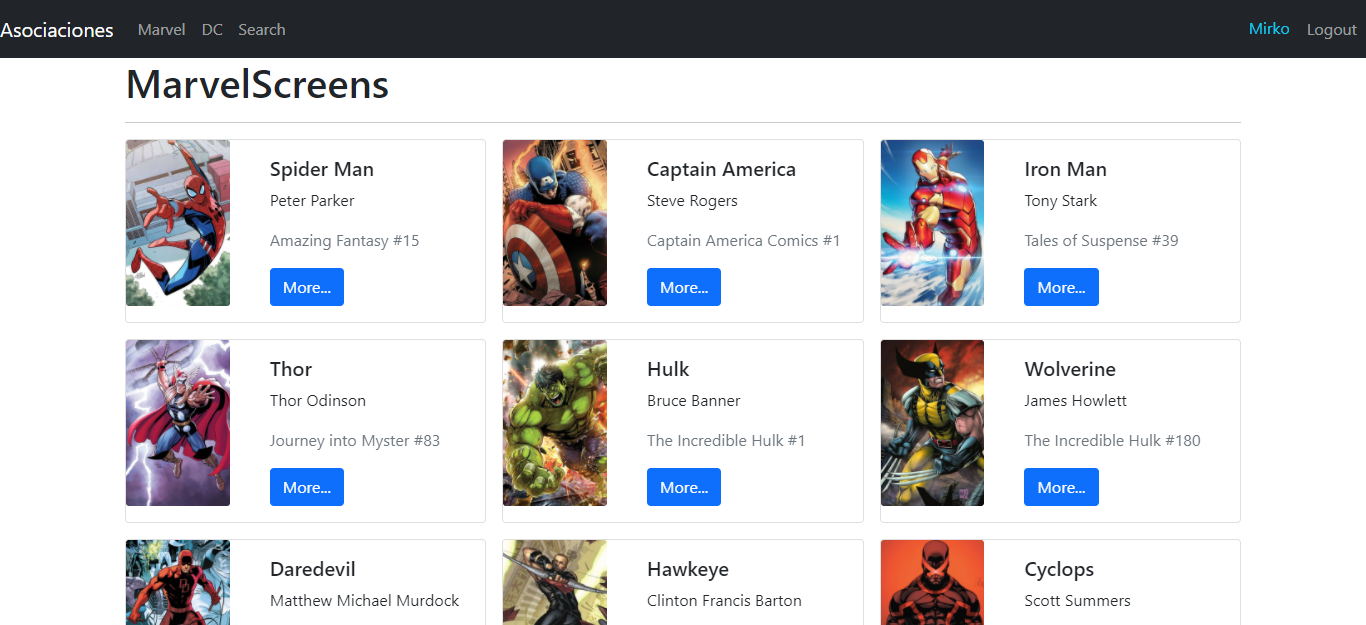 Asociaciones Marvel DC Search Mirko Logout
MarvelScreens
Spider Man
Peter Parker
Amazing Fantasy #15
More...
Captain America
Steve Rogers
Captain America Comics #1
More...
Iron Man
Tony Stark
Tales of Suspense #39
More...
Thor
Thor Odinson
Journey into Myster #83
More...
Hulk
Bruce Banner
The Incredible Hulk #1
More...
Wolverine
James Howlett
The Incredible Hulk #180
More...
Daredevil
Matthew Michael Murdock
Hawkeye
Clinton Francis Barton
Cyclops
Scott Summers